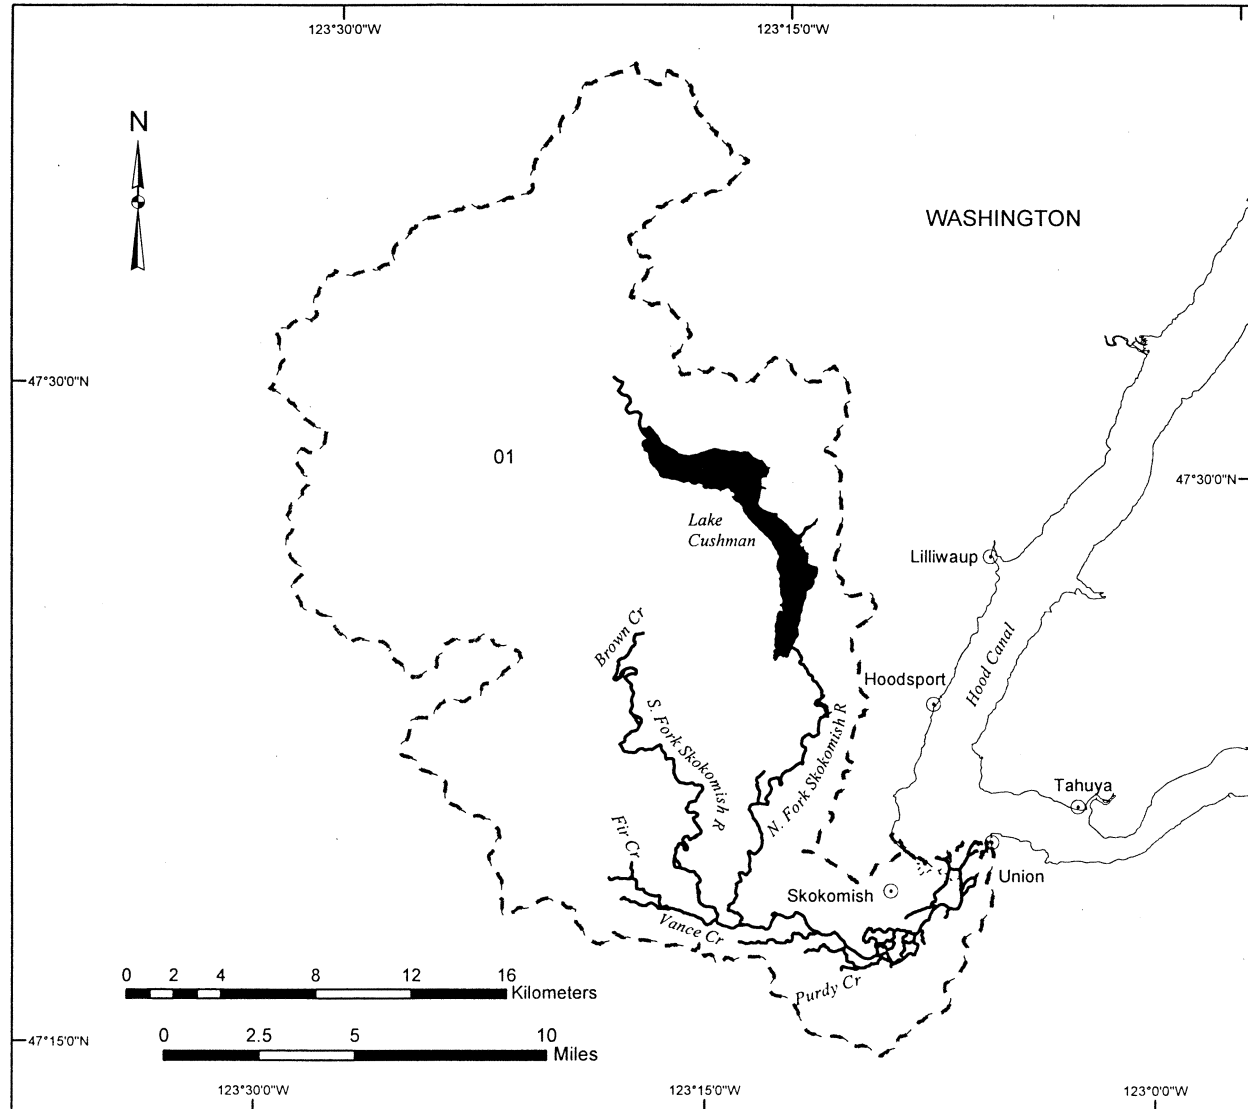 123°30'0"W
123°15'0"W
N
WASHINGTON
47°30'0"N
01
47°30'0"N
Lake
Cushman
Lilliwaup
Brown Cr
Hood Canal
Hoodsport
S. Fork Skokomish R
N. Fork Skokomish R
Tahuya
Fir Cr
Union
Skokomish
Vance Cr
Purdy Cr
0 2 4 8 12 16
Kilometers
0 2.5 5 10
Miles
47°15'0"N
123°30'0"W
123°15'0"W
123°0'0"W